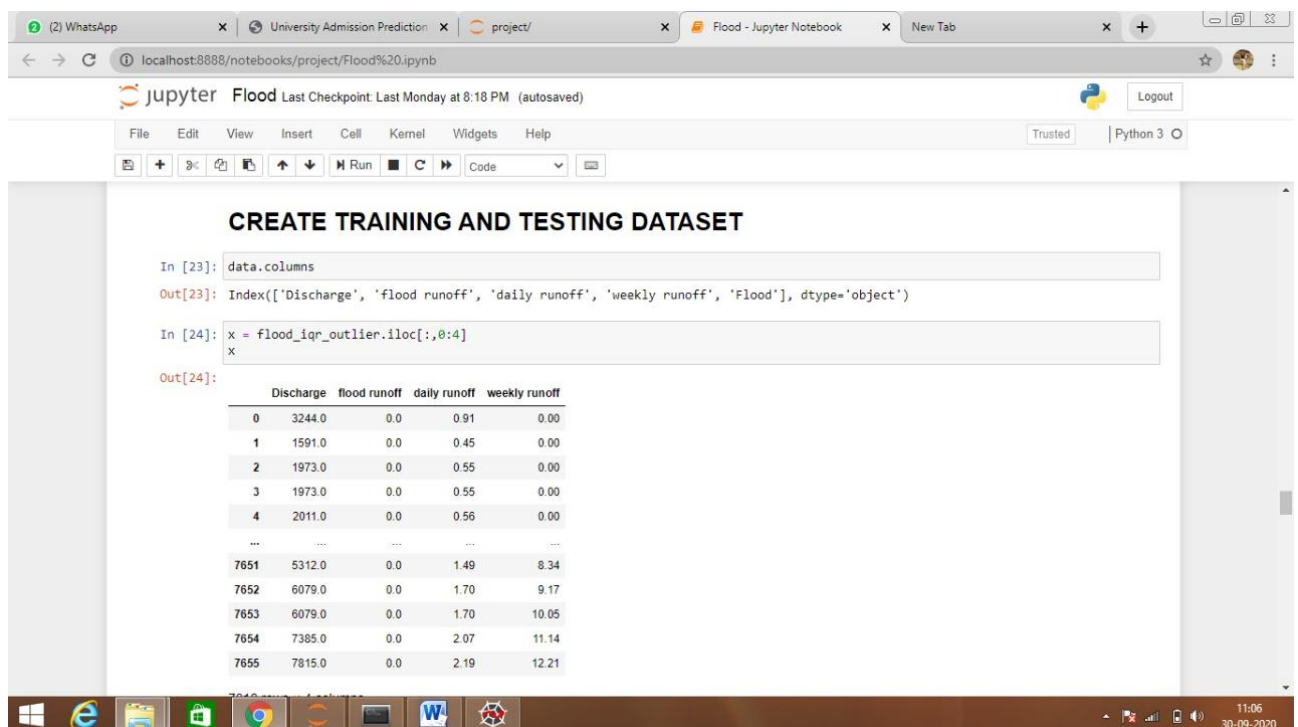 2 (2) WhatsApp University Admission Prediction project/ Flood - Jupyter Notebook New Tab
localhost:8888/notebooks/project/Flood%20.ipynb
jupyter Flood Last Checkpoint: Last Monday at 8:18 PM (autosaved) Logout
File Edit View Insert Cell Kernel Widgets Help Trusted Python 3
Run Code
CREATE TRAINING AND TESTING DATASET
In [23]: data.columns
Out[23]: Index(['Discharge', 'flood runoff', 'daily runoff', 'weekly runoff', 'Flood'], dtype='object')
In [24]: x = flood_iqr_outlier.iloc[:,0:4]
x
Out[24]:
Discharge flood runoff daily runoff weekly runoff
0 3244.0 0.0 0.91 0.00
1 1591.0 0.0 0.45 0.00
2 1973.0 0.0 0.55 0.00
3 1973.0 0.0 0.55 0.00
4 2011.0 0.0 0.56 0.00
... ... ... ... ...
7651 5312.0 0.0 1.49 8.34
7652 6079.0 0.0 1.70 9.17
7653 6079.0 0.0 1.70 10.05
7654 7385.0 0.0 2.07 11.14
7655 7815.0 0.0 2.19 12.21
11:06
30-09-2020